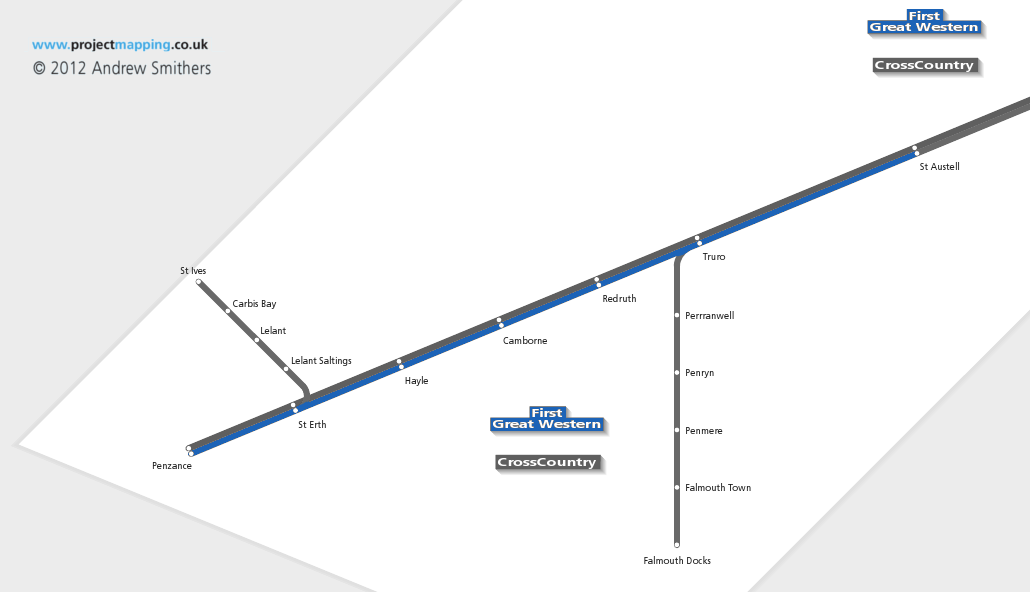 www.projectmapping.co.uk
© 2012 Andrew Smithers
First
Great Western
CrossCountry
St Austell
Truro
St Ives
Carbis Bay
Redruth
Perrranwell
Lelant
Camborne
Lelant Saltings
Penryn
Hayle
First
Great Western
St Erth
Penmere
Penzance
CrossCountry
Falmouth Town
Falmouth Docks